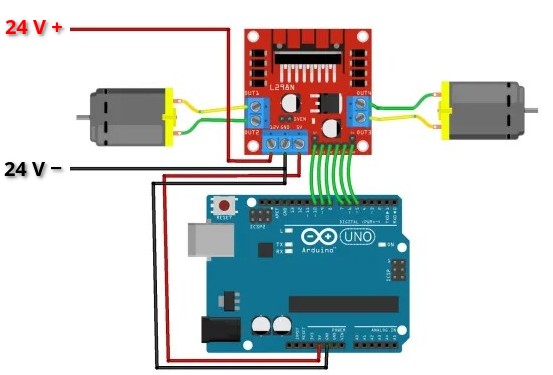 24 V +
L298N
OUT1
OUT4
OUT2
OUT3
5VEN
12V GND 5V
24 V −
RESET
ICSP2
DIGITAL (PWM~)
L
TX
RX
UNO
Arduino
ON
ICSP
POWER
ANALOG IN